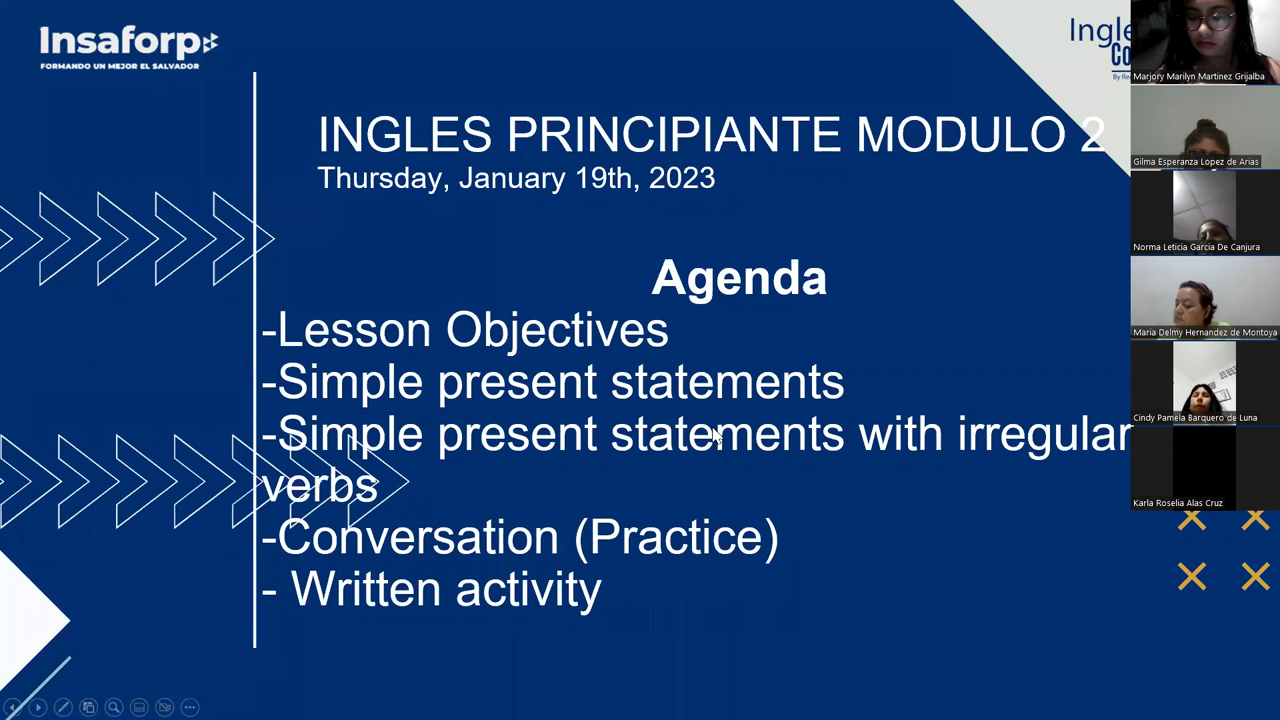 Insaforp
FORMANDO UN MEJOR EL SALVADOR
INGLES PRINCIPIANTE MODULO 2
Thursday, January 19th, 2023
Agenda
-Lesson Objectives
-Simple present statements
-Simple present statements with irregular
verbs
-Conversation (Practice)
- Written activity
Marjory Marilyn Martinez Grijalba
Gilma Esperanza Lopez de Arias
Norma Leticia Garcia De Canjura
Maria Delmy Hernandez de Montoya
Cindy Pamela Barquero de Luna
Karla Roselia Alas Cruz